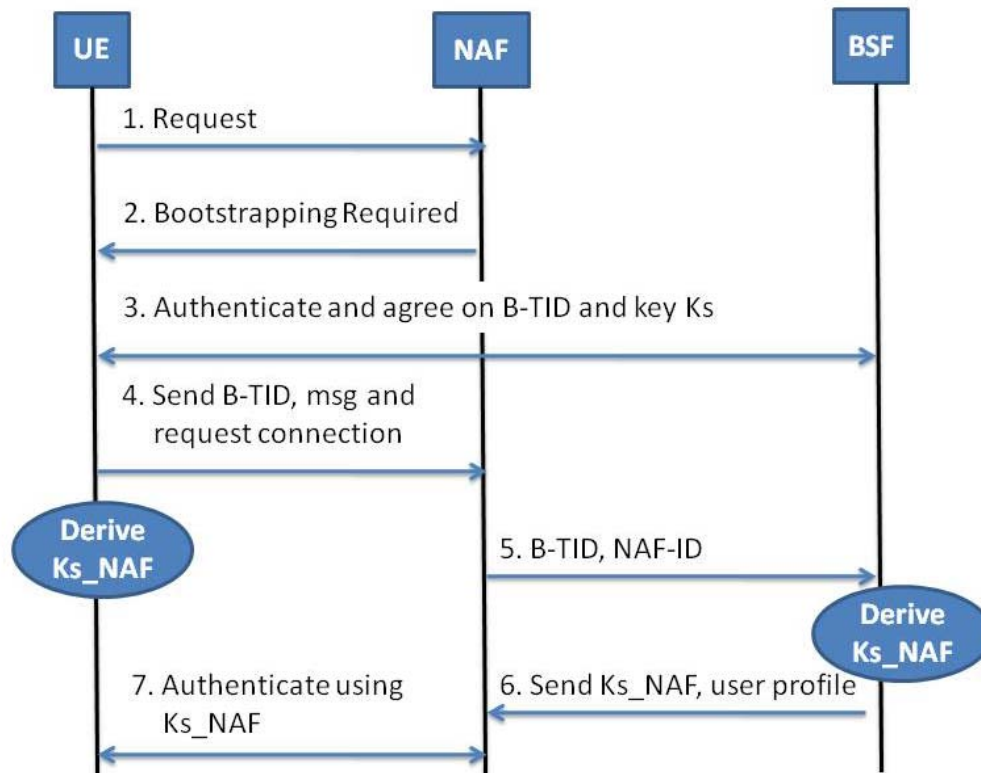 UE
NAF
BSF
1. Request
2. Bootstrapping Required
3. Authenticate and agree on B-TID and key Ks
4. Send B-TID, msg and
request connection
Derive
Ks_NAF
5. B-TID, NAF-ID
Derive
Ks_NAF
6. Send Ks_NAF, user profile
7. Authenticate using
Ks_NAF